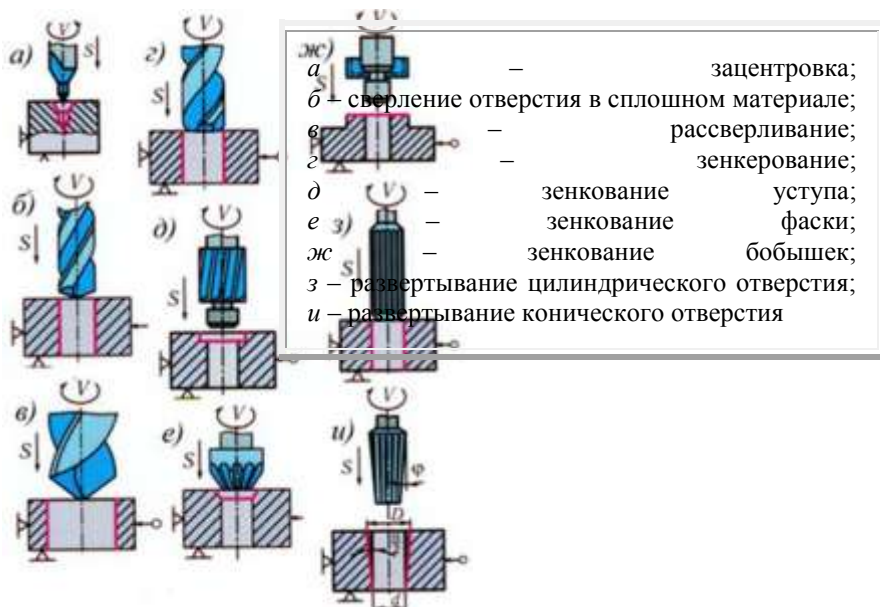 V
V
V
а)
S
г)
S
ж)
S
а – зацентровка;
б – сверление отверстия в сплошном материале;
в – рассверливание;
г – зенкерование;
д – зенкование уступа;
е – зенкование фаски;
ж – зенкование бобышек;
з – развертывание цилиндрического отверстия;
и – развертывание конического отверстия
V
V
V
б)
S
д)
S
з)
S
V
V
V
в)
S
е)
S
и)
S
φ
D
d